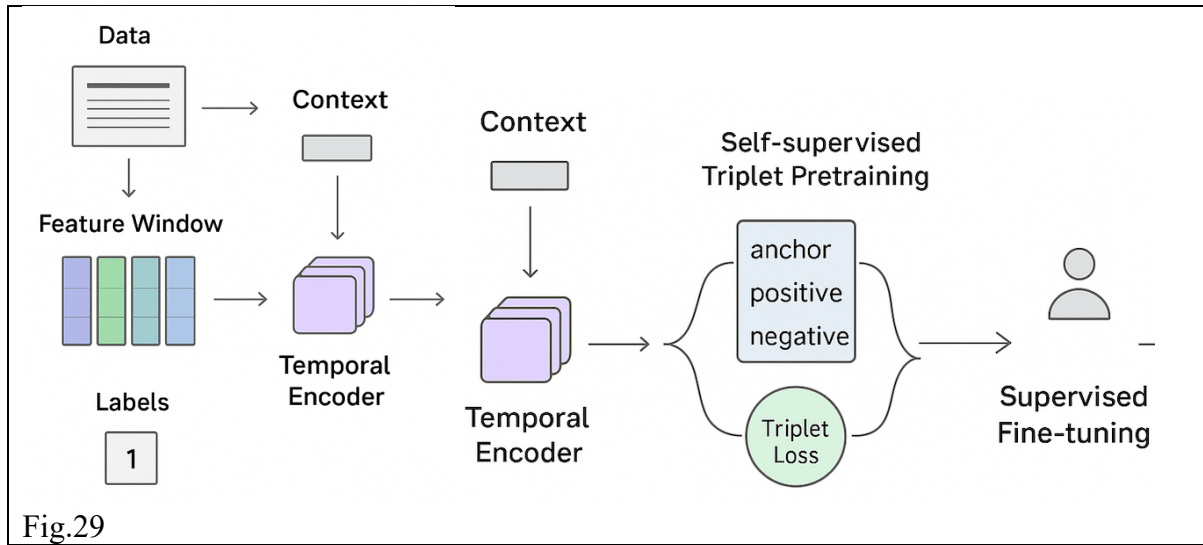 Data
Context
Feature Window
Temporal
Encoder
Labels
1
Context
Temporal
Encoder
Self-supervised
Triplet Pretraining
anchor
positive
negative
Triplet
Loss
Supervised
Fine-tuning
Fig.29